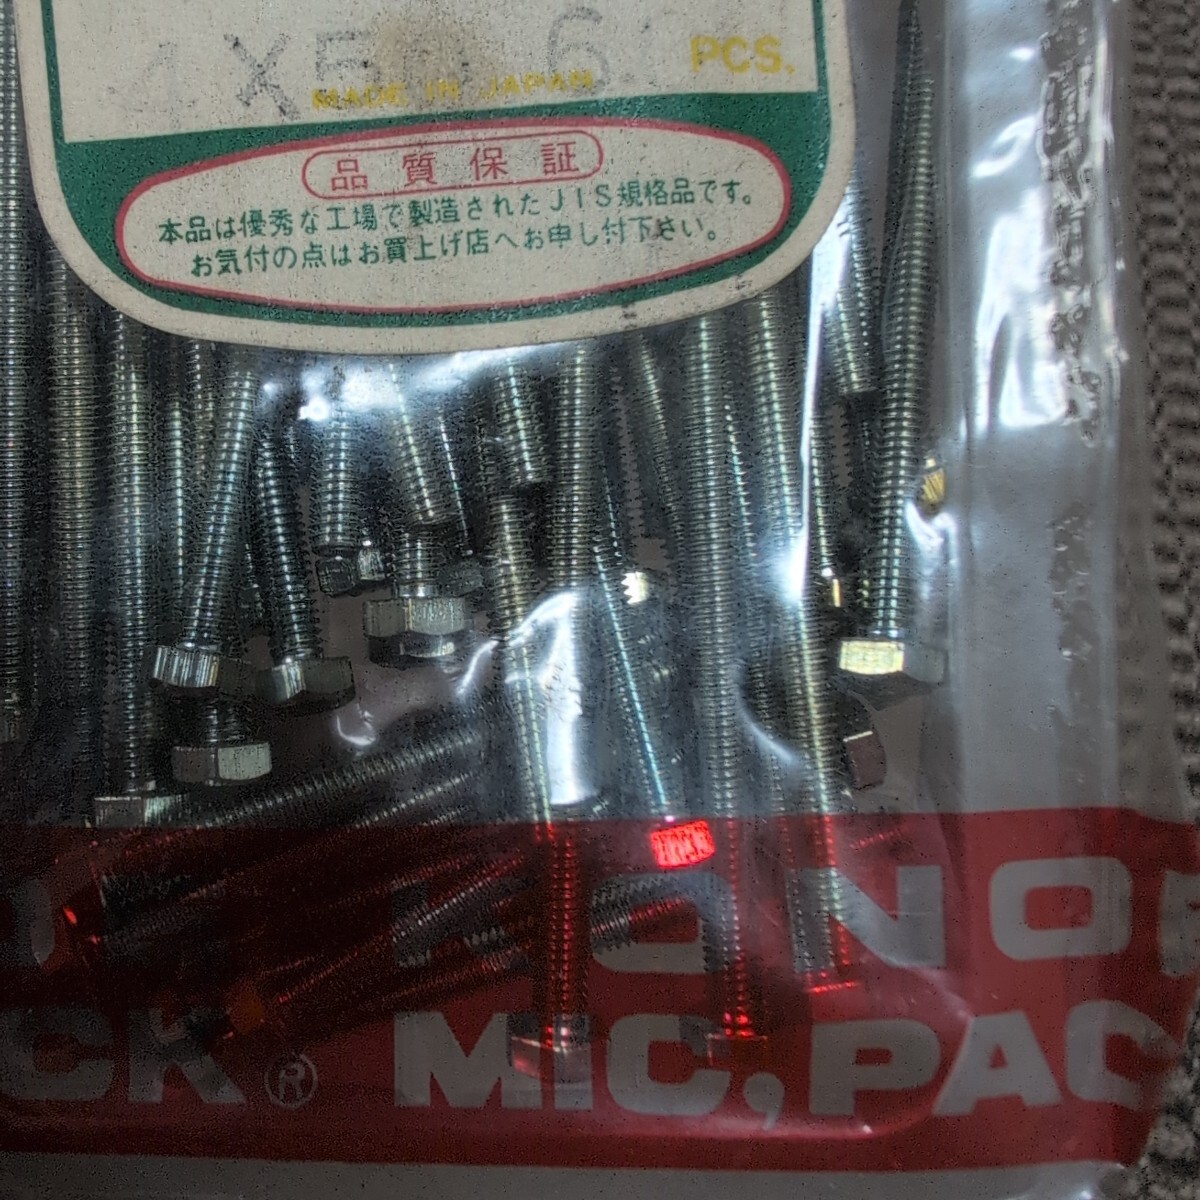 PCS.
MADE IN JAPAN
品質保証
本品は優秀な工場で製造されたJIS規格品です。
お気付の点はお買上げ店へお申し付下さい。
CK® MIC,PAC